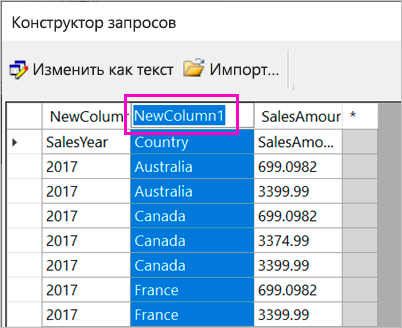 Конструктор запросов
Изменить как текст Импорт...
NewColumr NewColumn1 SalesAmour *
SalesYear Country SalesAmo...
2017 Australia 699.0982
2017 Australia 3399.99
2017 Canada 699.0982
2017 Canada 3374.99
2017 Canada 3399.99
2017 France 699.0982
2017 France 3399.99